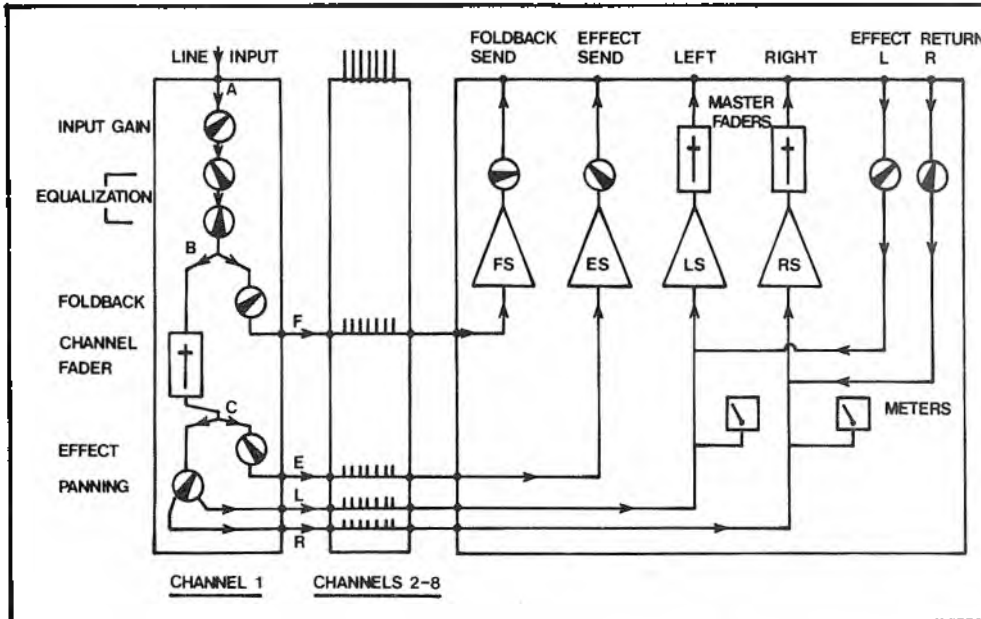 FOLDBACK SEND
EFFECT SEND
LEFT
RIGHT
EFFECT RETURN
L R
LINE INPUT
A
MASTER FADERS
INPUT GAIN
EQUALIZATION
B
FS
ES
LS
RS
FOLDBACK
F
CHANNEL FADER
C
METERS
EFFECT
E
PANNING
L
R
CHANNEL 1
CHANNELS 2-8